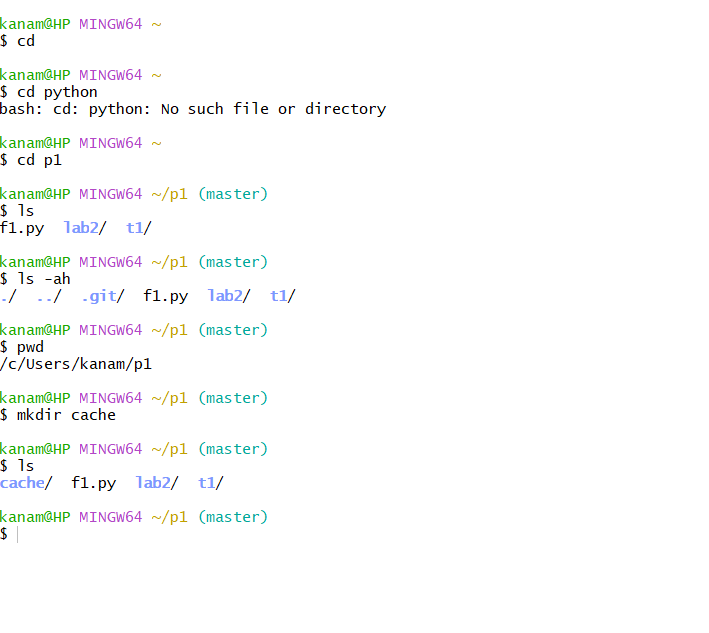 kanam@HP MINGW64 ~
$ cd
kanam@HP MINGW64 ~
$ cd python
bash: cd: python: No such file or directory
kanam@HP MINGW64 ~
$ cd p1
kanam@HP MINGW64 ~/p1 (master)
$ ls
f1.py  lab2/  t1/
kanam@HP MINGW64 ~/p1 (master)
$ ls -ah
./  ../  .git/  f1.py  lab2/  t1/
kanam@HP MINGW64 ~/p1 (master)
$ pwd
/c/Users/kanam/p1
kanam@HP MINGW64 ~/p1 (master)
$ mkdir cache
kanam@HP MINGW64 ~/p1 (master)
$ ls
cache/  f1.py  lab2/  t1/
kanam@HP MINGW64 ~/p1 (master)
$